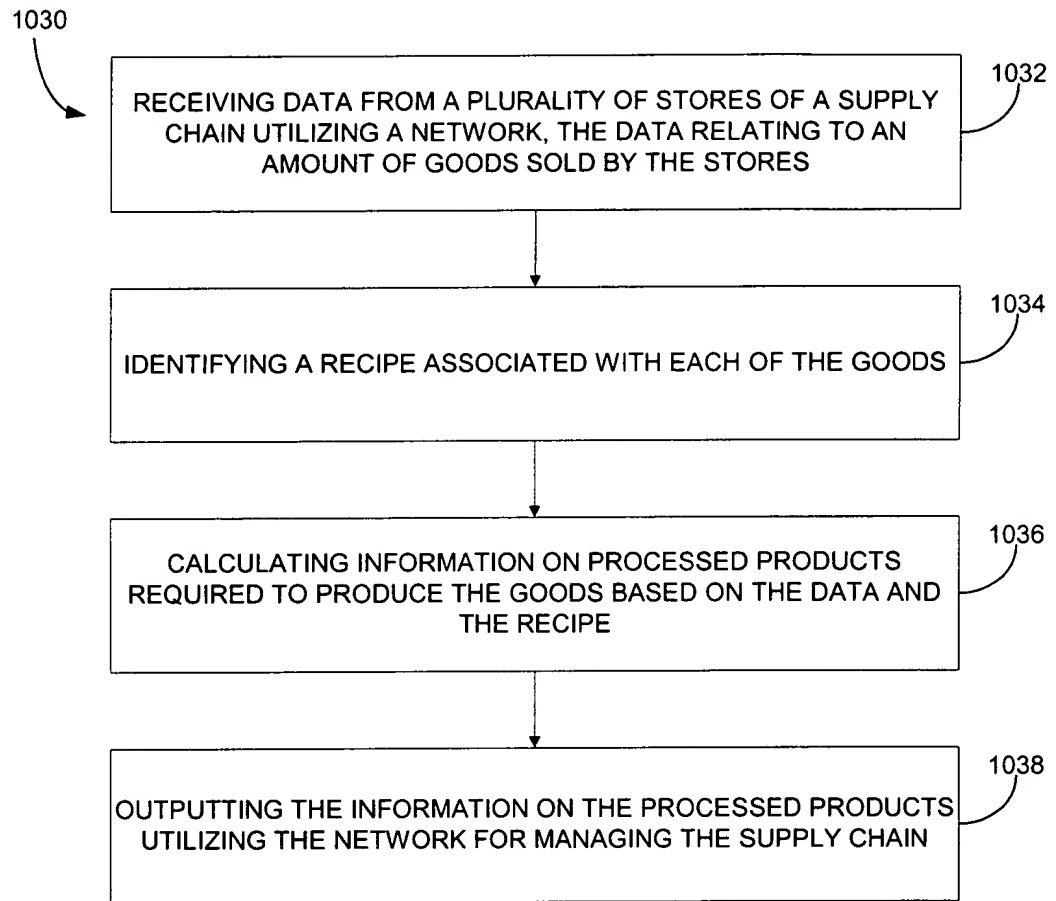 1030
1032
RECEIVING DATA FROM A PLURALITY OF STORES OF A SUPPLY
CHAIN UTILIZING A NETWORK, THE DATA RELATING TO AN
AMOUNT OF GOODS SOLD BY THE STORES
1034
IDENTIFYING A RECIPE ASSOCIATED WITH EACH OF THE GOODS
1036
CALCULATING INFORMATION ON PROCESSED PRODUCTS
REQUIRED TO PRODUCE THE GOODS BASED ON THE DATA AND
THE RECIPE
1038
OUTPUTTING THE INFORMATION ON THE PROCESSED PRODUCTS
UTILIZING THE NETWORK FOR MANAGING THE SUPPLY CHAIN